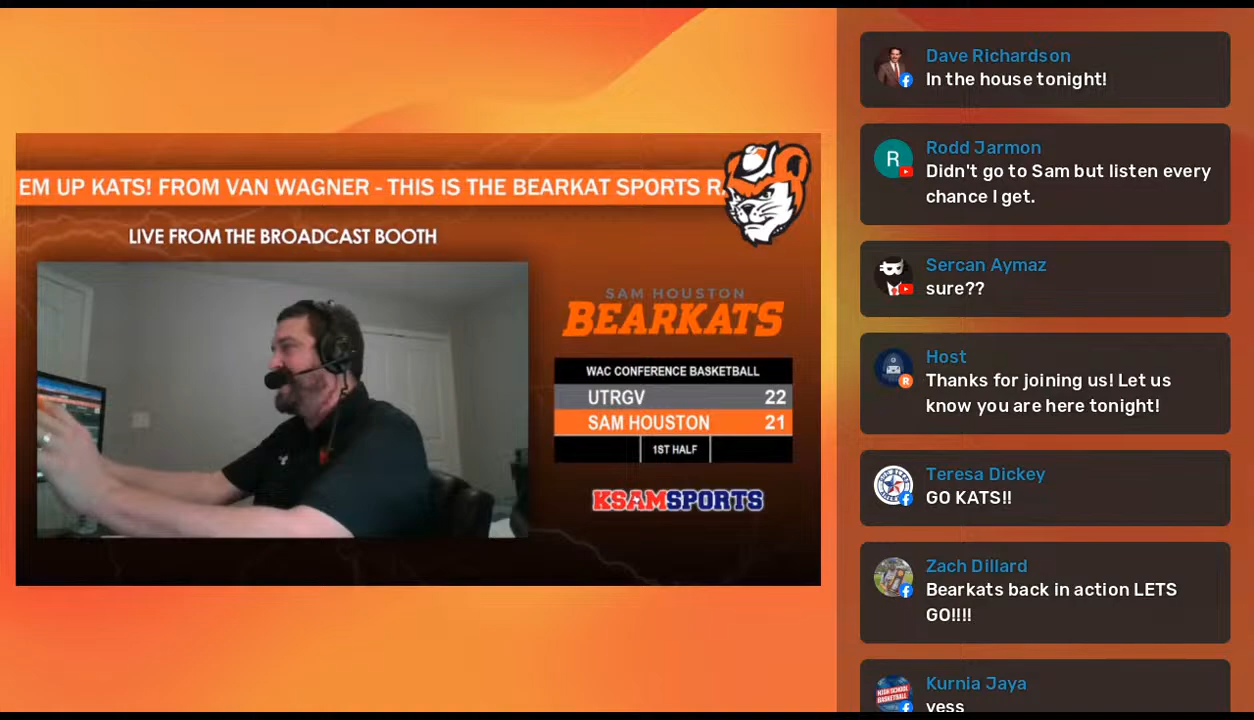 EM UP KATS! FROM VAN WAGNER - THIS IS THE BEARKAT SPORTS
LIVE FROM THE BROADCAST BOOTH
SAM HOUSTON
BEARKATS
WAC CONFERENCE BASKETBALL
UTRGV 22
SAM HOUSTON 21
1ST HALF
KSAMSPORTS
Dave Richardson
In the house tonight!
R
Rodd Jarmon
Didn't go to Sam but listen every
chance I get.
Sercan Aymaz
sure??
Host
Thanks for joining us! Let us
know you are here tonight!
Teresa Dickey
GO KATS!!
Zach Dillard
Bearkats back in action LETS
GO!!!!
Kurnia Jaya
yess